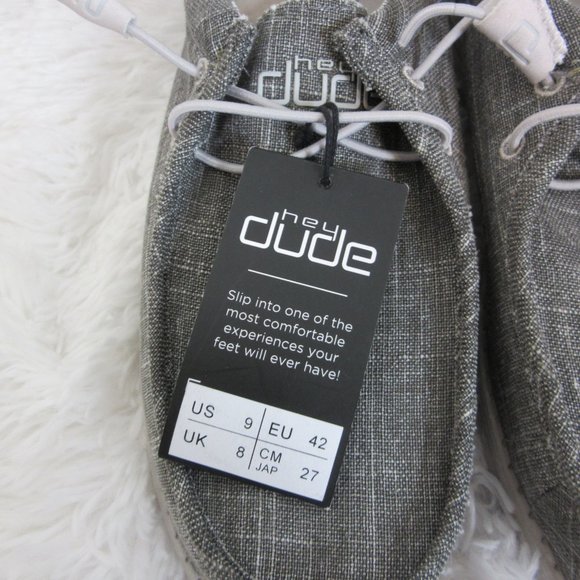 hey
dude
hey
dude
Slip into one of the
most comfortable
experiences your
feet will ever have!
US 9 EU 42
UK 8 CM JAP 27